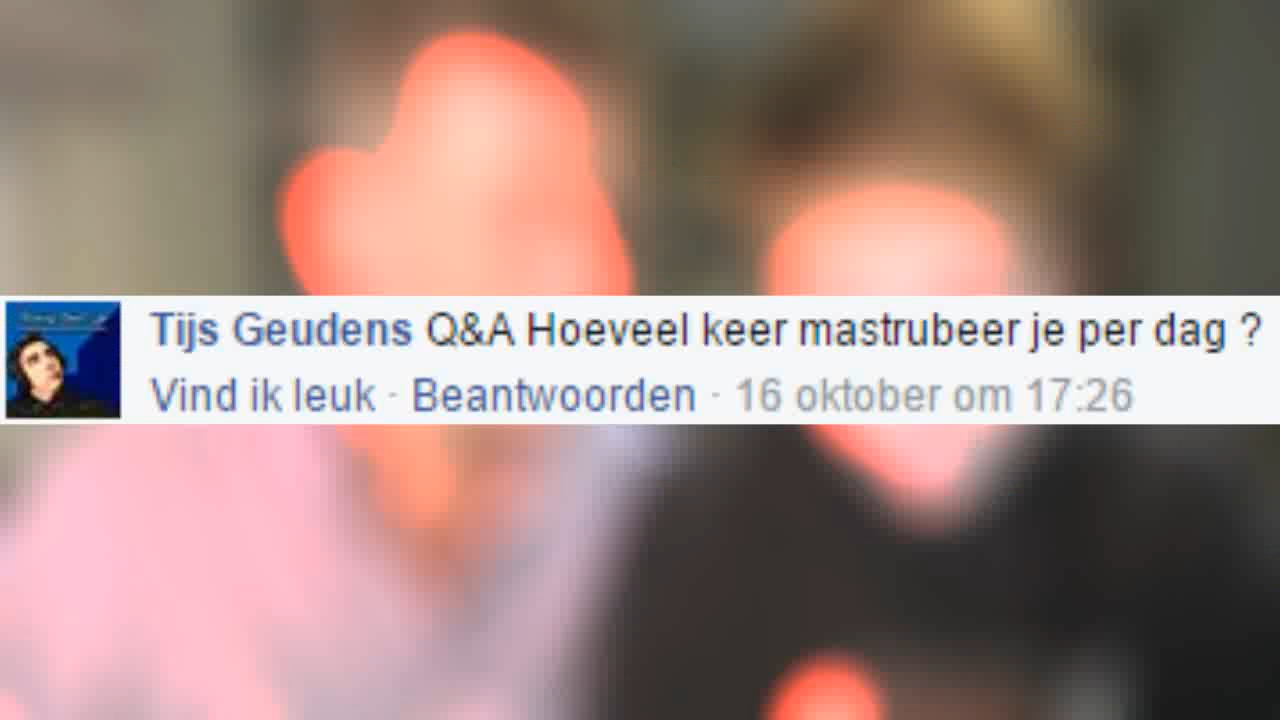 Tijs Geudens Q&A Hoeveel keer mastrubeer je per dag ?
Vind ik leuk · Beantwoorden · 16 oktober om 17:26